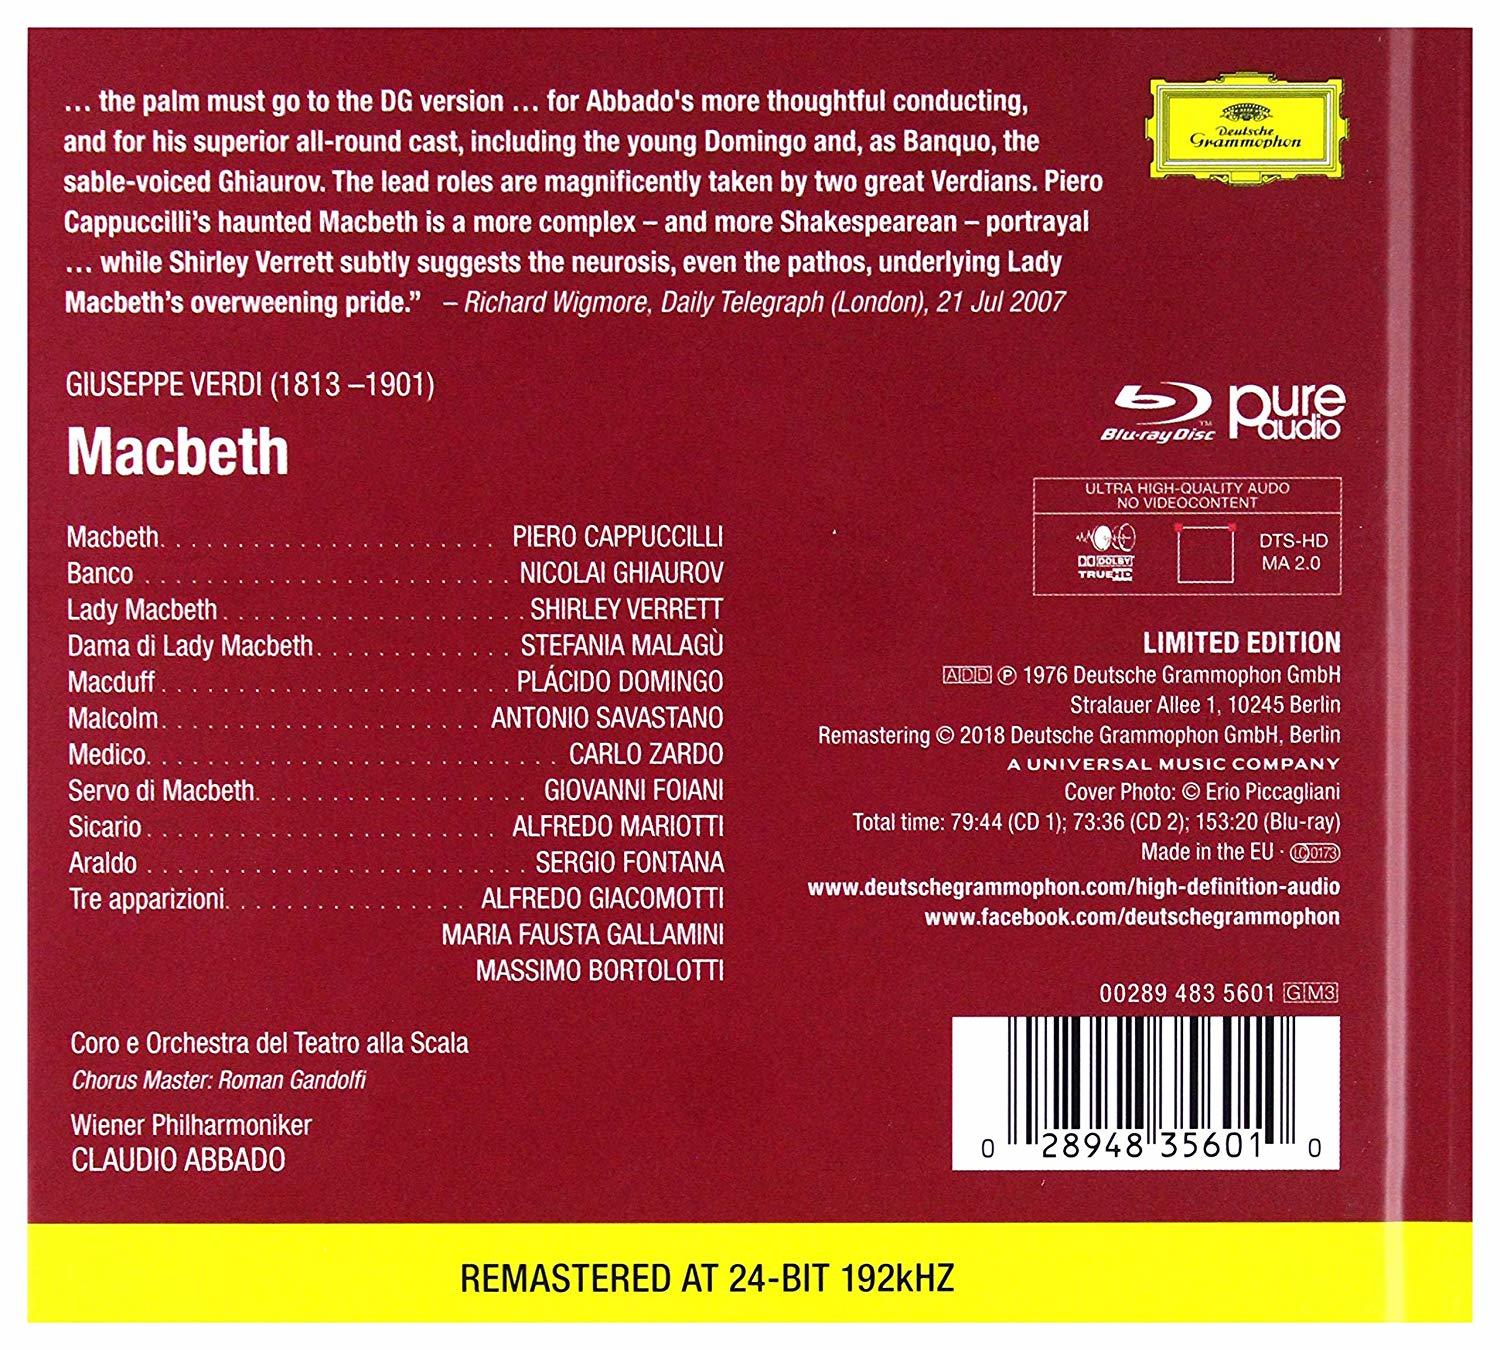 … the palm must go to the DG version … for Abbado's more thoughtful conducting,
and for his superior all-round cast, including the young Domingo and, as Banquo, the
sable-voiced Ghiaurov. The lead roles are magnificently taken by two great Verdians. Piero
Cappuccilli’s haunted Macbeth is a more complex – and more Shakespearean – portrayal
… while Shirley Verrett subtly suggests the neurosis, even the pathos, underlying Lady
Macbeth’s overweening pride.” – Richard Wigmore, Daily Telegraph (London), 21 Jul 2007
Deutsche
Grammophon
GIUSEPPE VERDI (1813 –1901)
Macbeth
Macbeth. . . . . . . . . . . . . . . . . . . . . . PIERO CAPPUCCILLI
Banco . . . . . . . . . . . . . . . . . . . . . . . . NICOLAI GHIAUROV
Lady Macbeth . . . . . . . . . . . . . . . . . . . . SHIRLEY VERRETT
Dama di Lady Macbeth. . . . . . . . . . . . . STEFANIA MALAGÙ
Macduff . . . . . . . . . . . . . . . . . . . . . . . PLÁCIDO DOMINGO
Malcolm. . . . . . . . . . . . . . . . . . . . . ANTONIO SAVASTANO
Medico. . . . . . . . . . . . . . . . . . . . . . . . . . . CARLO ZARDO
Servo di Macbeth. . . . . . . . . . . . . . . . . . GIOVANNI FOIANI
Sicario . . . . . . . . . . . . . . . . . . . . . . . ALFREDO MARIOTTI
Araldo . . . . . . . . . . . . . . . . . . . . . . . . . SERGIO FONTANA
Tre apparizioni. . . . . . . . . . . . . . . . ALFREDO GIACOMOTTI
MARIA FAUSTA GALLAMINI
MASSIMO BORTOLOTTI
Coro e Orchestra del Teatro alla Scala
Chorus Master: Roman Gandolfi
Wiener Philharmoniker
CLAUDIO ABBADO
Blu-ray Disc™
pure
audio
ULTRA HIGH-QUALITY AUDO
NO VIDEOCONTENT
DOLBY
TRUEHD
DTS-HD
MA 2.0
LIMITED EDITION
ADD ℗ 1976 Deutsche Grammophon GmbH
Stralauer Allee 1, 10245 Berlin
Remastering © 2018 Deutsche Grammophon GmbH, Berlin
A UNIVERSAL MUSIC COMPANY
Cover Photo: © Erio Piccagliani
Total time: 79:44 (CD 1); 73:36 (CD 2); 153:20 (Blu-ray)
Made in the EU · LC0173
www.deutschegrammophon.com/high-definition-audio
www.facebook.com/deutschegrammophon
00289 483 5601 GM3
0 28948 35601 0
REMASTERED AT 24-BIT 192kHZ